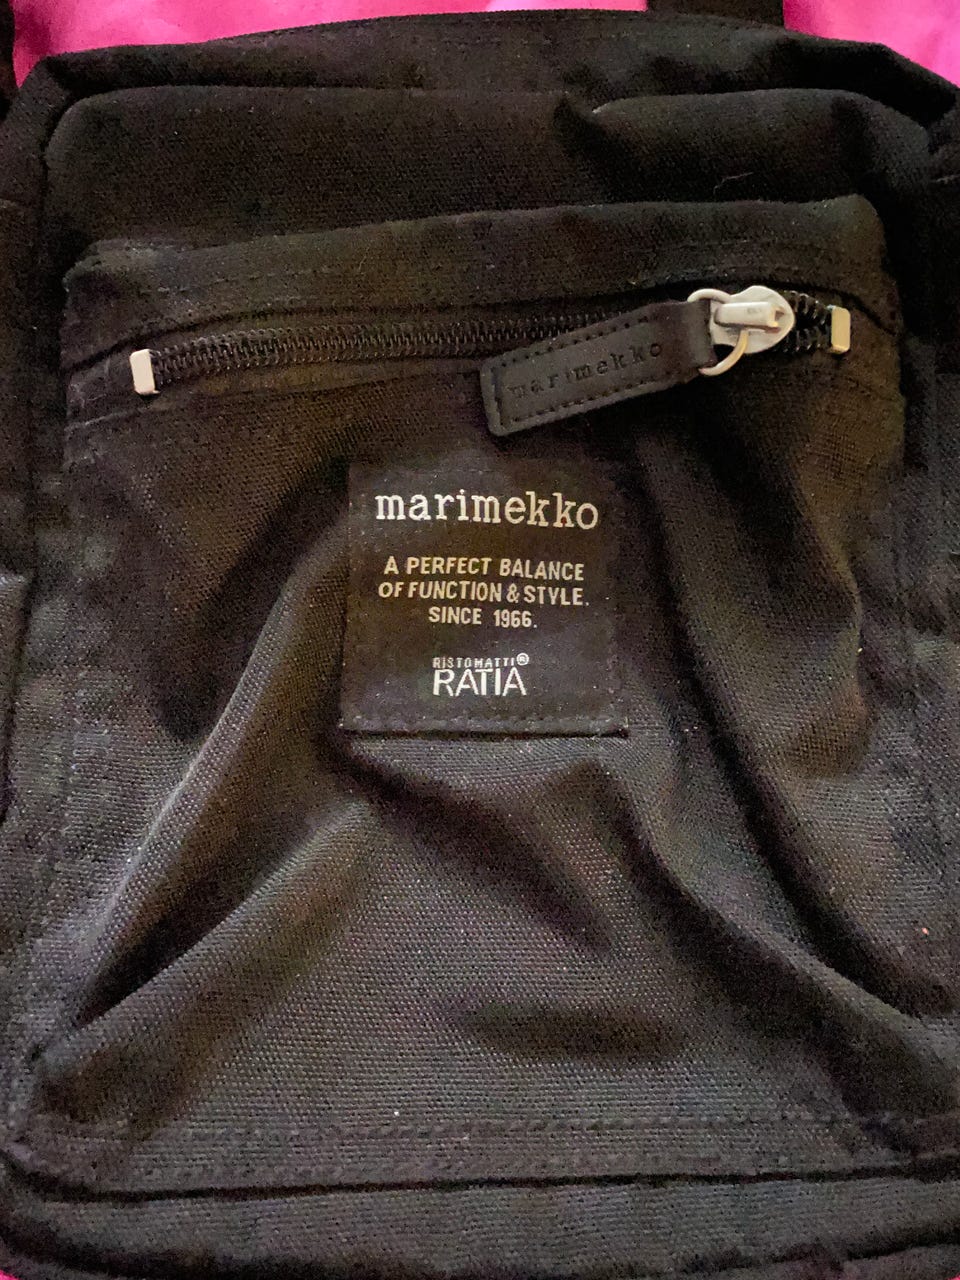 marimekko
marimekko
A PERFECT BALANCE
OF FUNCTION & STYLE.
SINCE 1966.
RISTOMATTI®
RATIA